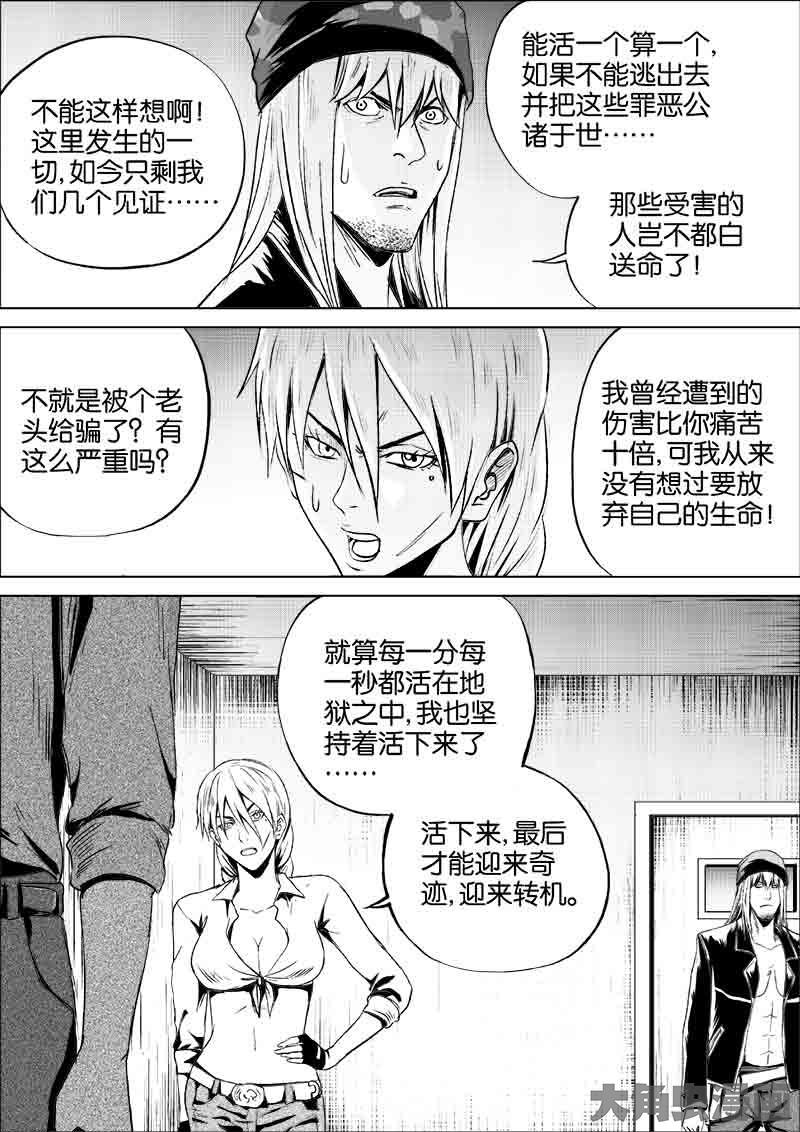 不能这样想啊！
这里发生的一
切,如今只剩我
们几个见证……
能活一个算一个,
如果不能逃出去
并把这些罪恶公
诸于世……
那些受害的
人岂不都白
送命了！
不就是被个老
头给骗了？有
这么严重吗？
我曾经遭到的
伤害比你痛苦
十倍,可我从来
没有想过要放
弃自己的生命！
就算每一分每
一秒都活在地
狱之中,我也坚
持着活下来了
……
活下来,最后
才能迎来奇
迹,迎来转机。
大角虫漫画